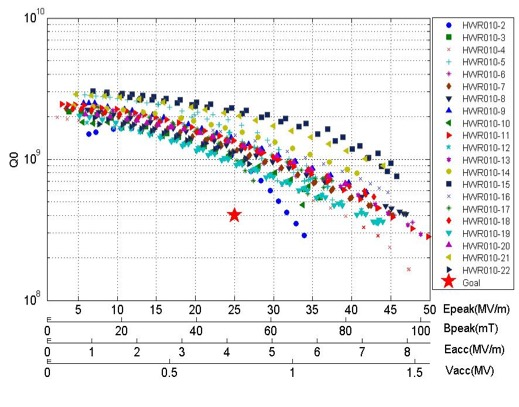 10^10
HWR010-2
HWR010-3
HWR010-4
HWR010-5
HWR010-6
HWR010-7
HWR010-8
HWR010-9
HWR010-10
HWR010-11
HWR010-12
HWR010-13
HWR010-14
HWR010-15
HWR010-16
HWR010-17
HWR010-18
HWR010-19
HWR010-20
HWR010-21
HWR010-22
Goal
Q0
10^9
10^8
5 10 15 20 25 30 35 40 45 50 Epeak(MV/m)
0 20 40 60 80 100 Bpeak(mT)
0 1 2 3 4 5 6 7 8 Eacc(MV/m)
0 0.5 1 1.5 Vacc(MV)